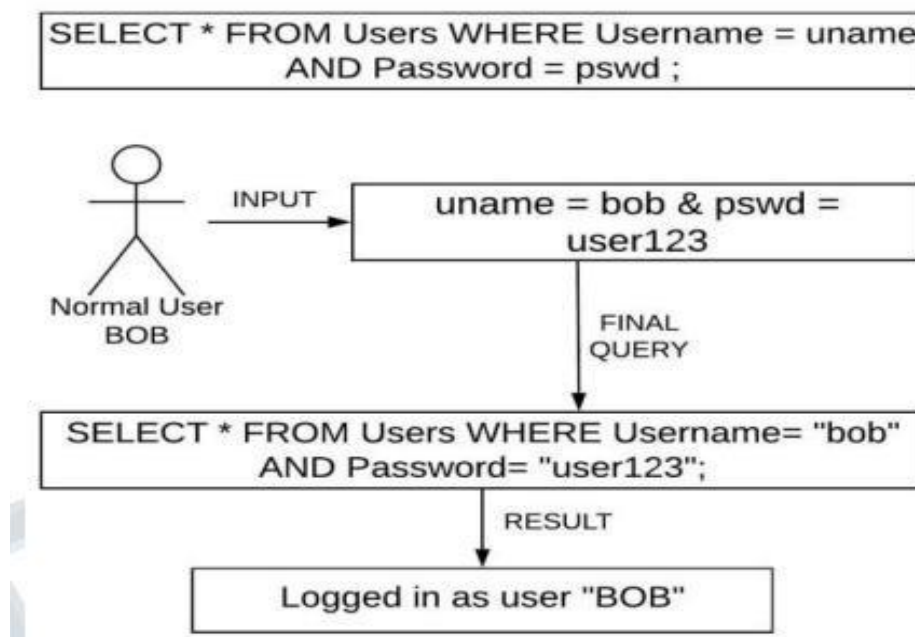 SELECT * FROM Users WHERE Username = uname
AND Password = pswd ;
INPUT
uname = bob & pswd =
user123
Normal User
BOB
FINAL
QUERY
SELECT * FROM Users WHERE Username= "bob"
AND Password= "user123";
RESULT
Logged in as user "BOB"